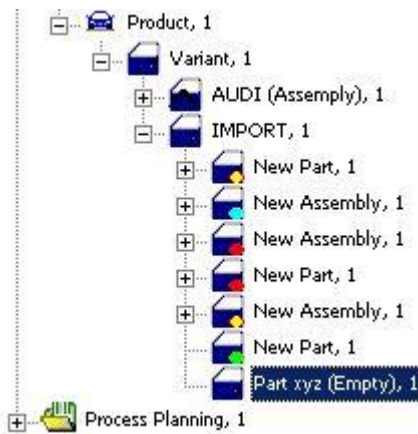 Product, 1
Variant, 1
AUDI (Assemply), 1
IMPORT, 1
New Part, 1
New Assembly, 1
New Assembly, 1
New Part, 1
New Assembly, 1
New Part, 1
Part xyz (Empty), 1
Process Planning, 1